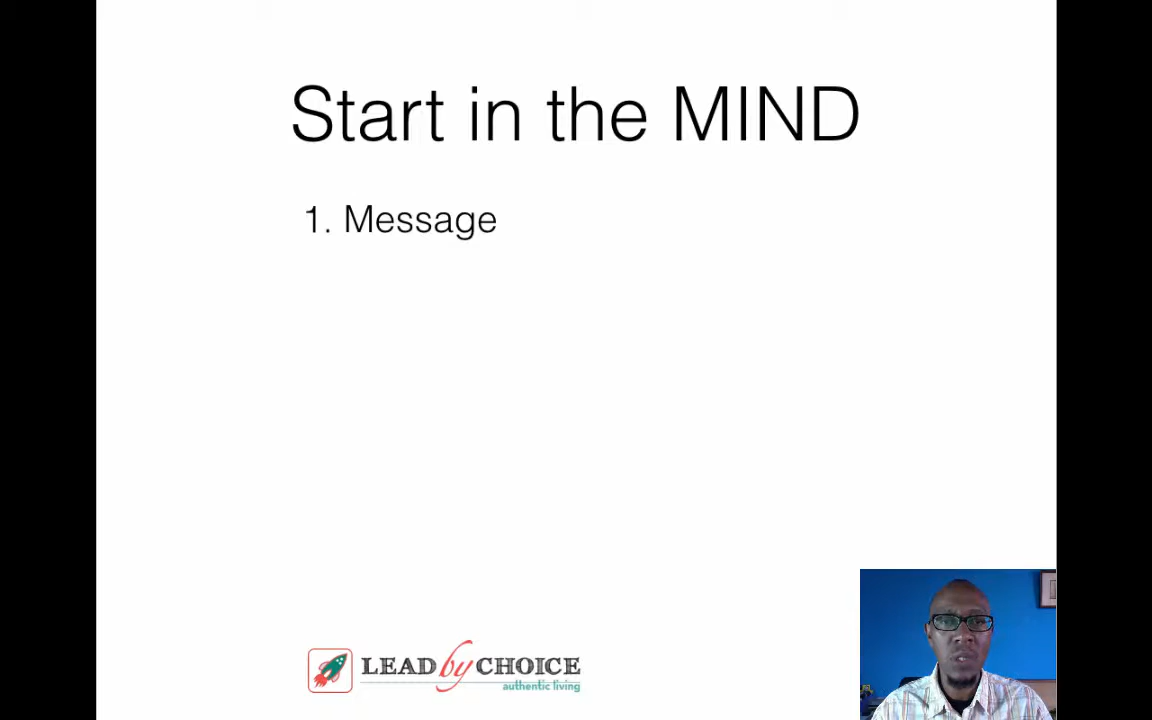 Start in the MIND
1. Message
LEAD by CHOICE
authentic living